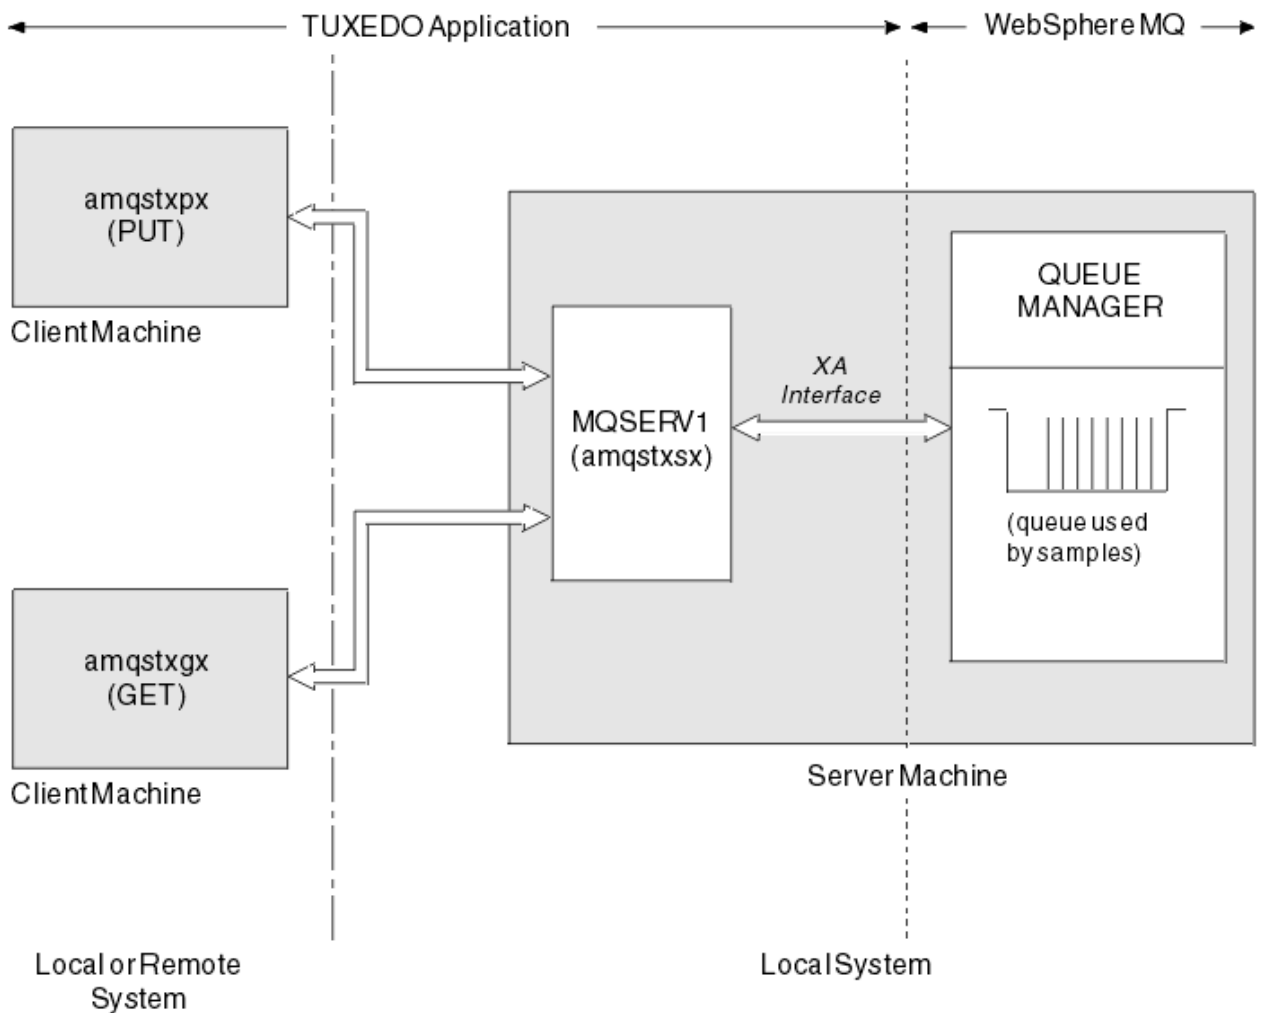 TUXEDO Application
WebSphere MQ
amqstxpx
(PUT)
Client Machine
QUEUE
MANAGER
XA
Interface
MQSERV1
(amqstxsx)
(queue used
by samples)
amqstxgx
(GET)
Client Machine
Server Machine
Local or Remote
System
Local System